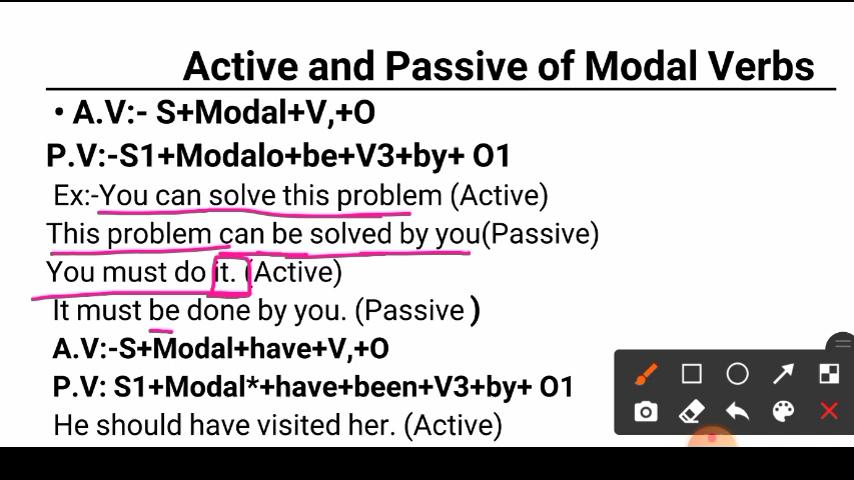 Active and Passive of Modal Verbs
• A.V:- S+Modal+V,+O
P.V:-S1+Modalo+be+V3+by+ O1
Ex:-You can solve this problem (Active)
This problem can be solved by you(Passive)
You must do it. (Active)
It must be done by you. (Passive )
A.V:-S+Modal+have+V,+O
P.V: S1+Modal*+have+been+V3+by+ O1
He should have visited her. (Active)